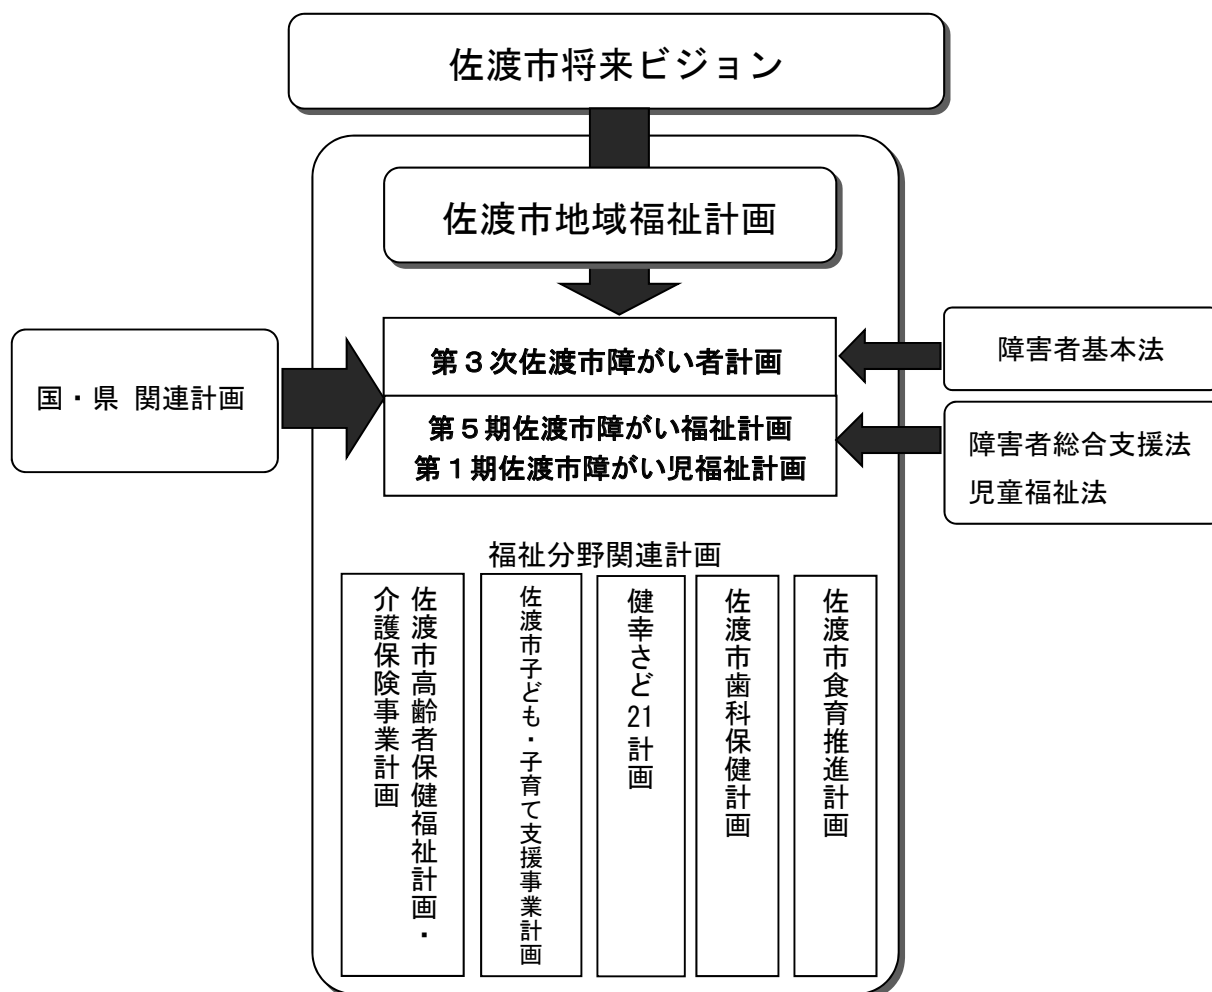 佐渡市将来ビジョン
佐渡市地域福祉計画
国・県 関連計画
第３次佐渡市障がい者計画
第５期佐渡市障がい福祉計画
第１期佐渡市障がい児福祉計画
障害者基本法
障害者総合支援法
児童福祉法
福祉分野関連計画
佐渡市高齢者保健福祉計画・
介護保険事業計画
佐渡市子ども・子育て支援事業計画
健幸さど21計画
佐渡市歯科保健計画
佐渡市食育推進計画